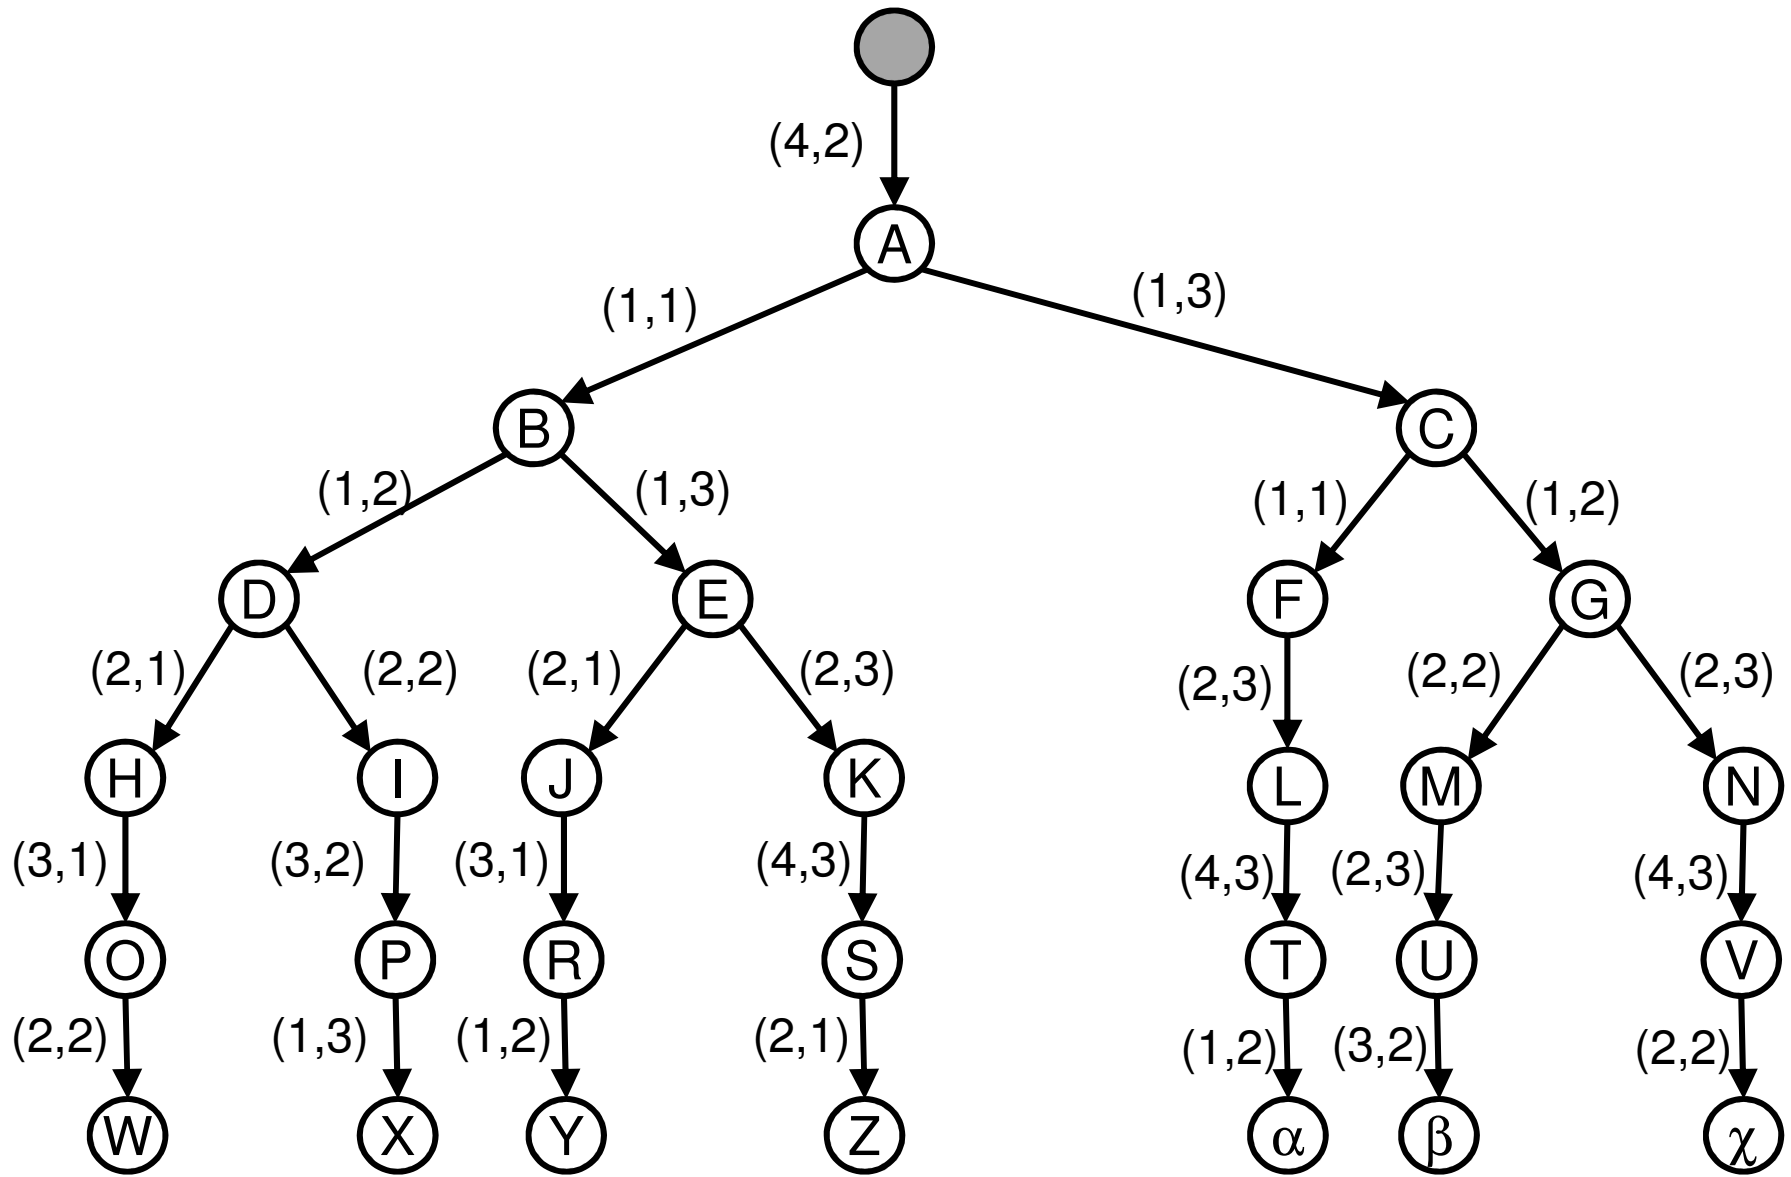 (4,2)
A
(1,1) (1,3)
B C
(1,2) (1,3) (1,1) (1,2)
D E F G
(2,1) (2,2) (2,1) (2,3) (2,3) (2,2) (2,3)
H I J K L M N
(3,1) (3,2) (3,1) (4,3) (4,3) (2,3) (4,3)
O P R S T U V
(2,2) (1,3) (1,2) (2,1) (1,2) (3,2) (2,2)
W X Y Z α β χ